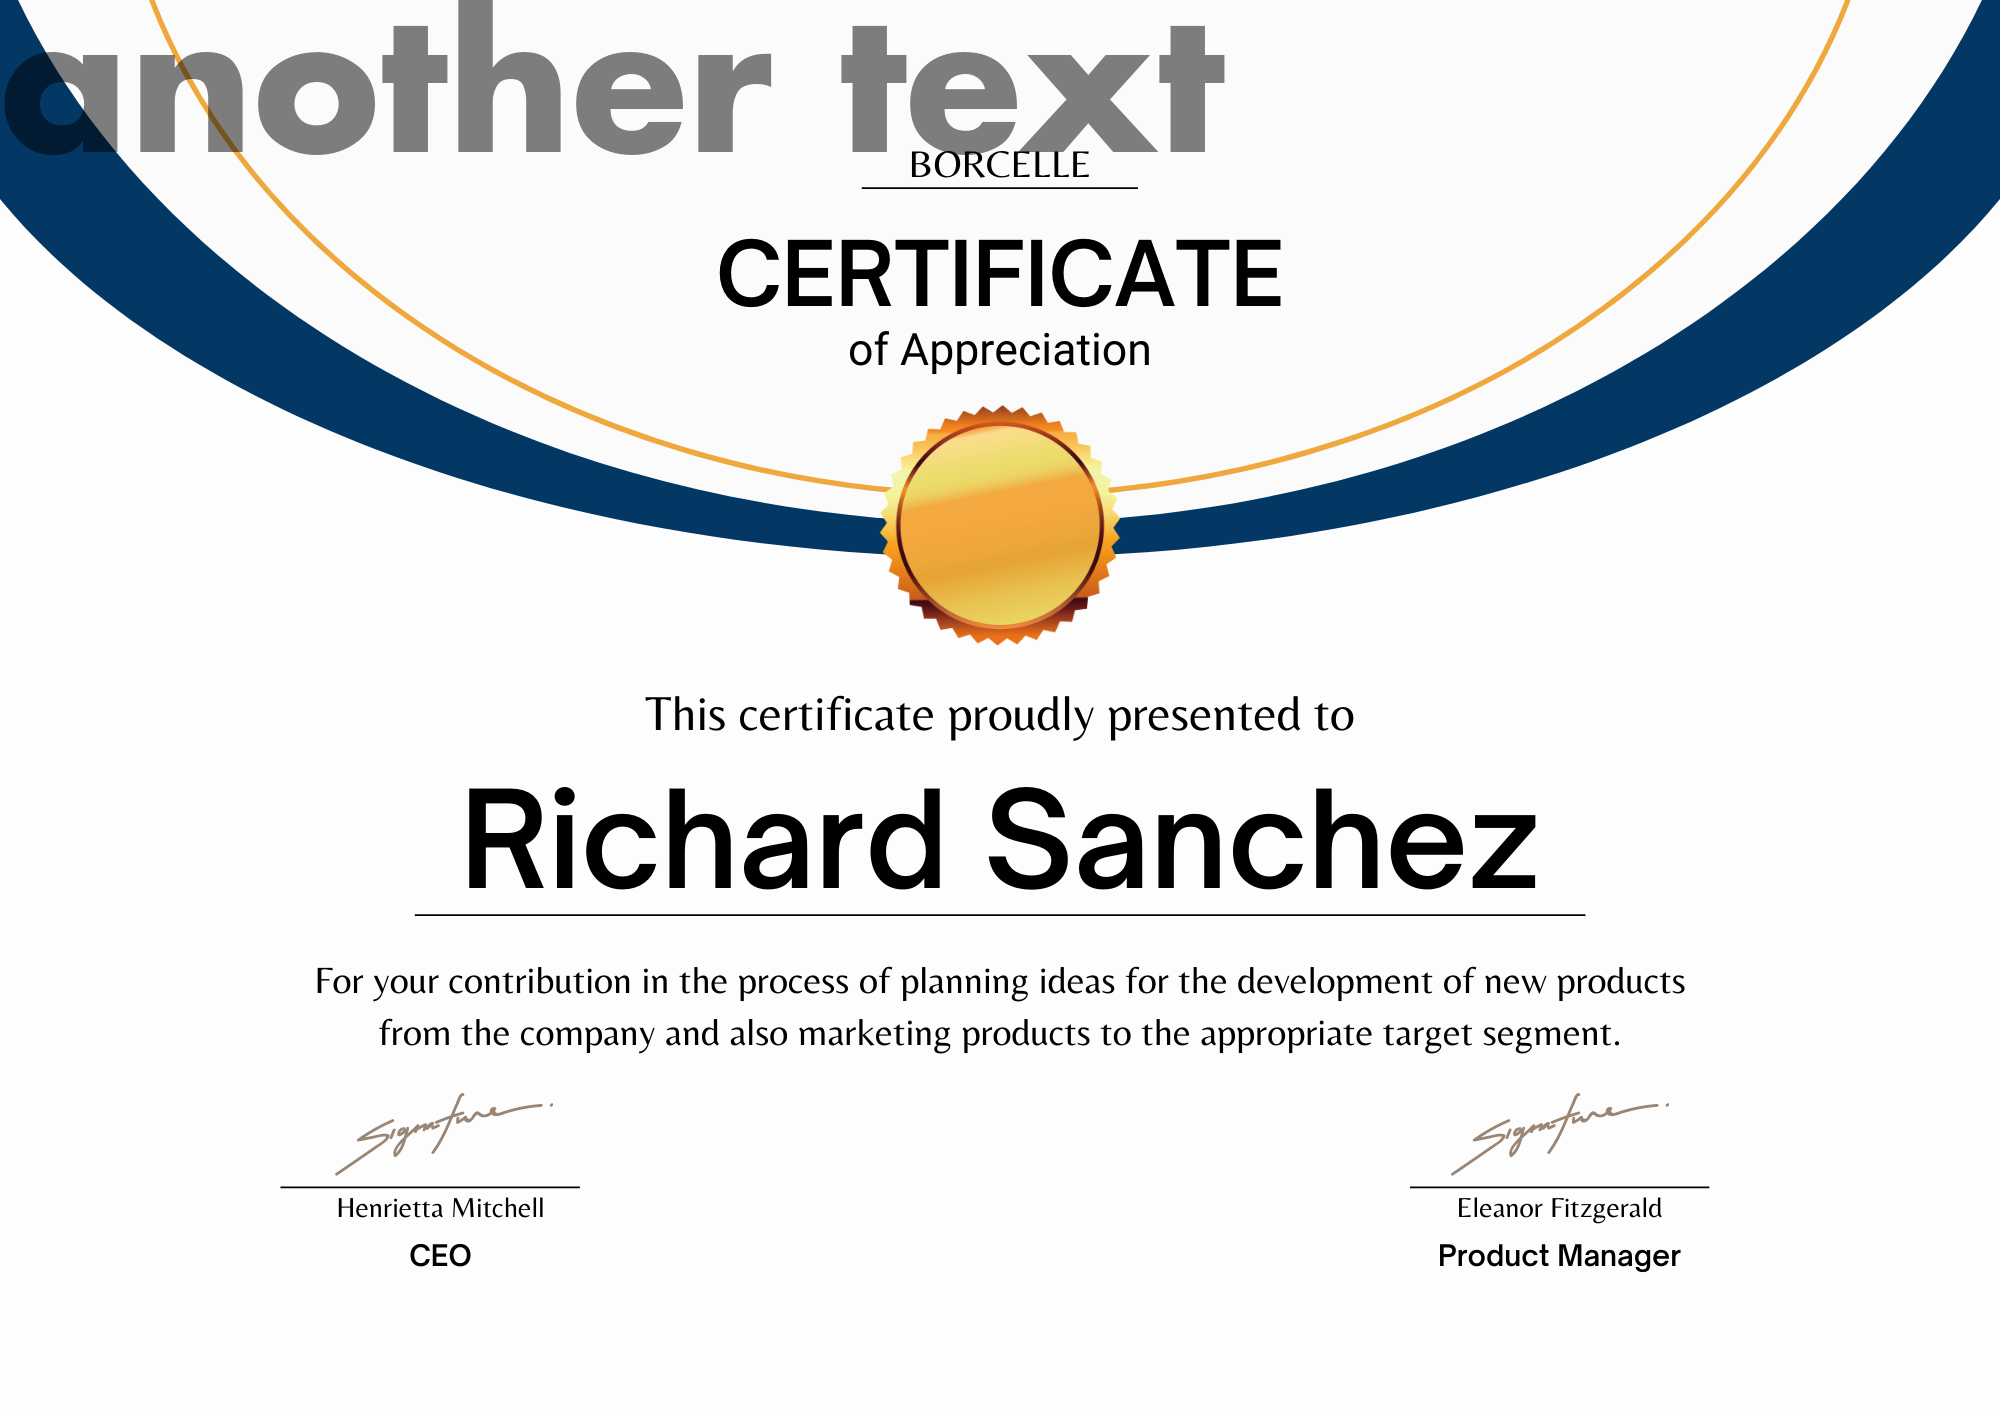 another text
BORCELLE
CERTIFICATE
of Appreciation
This certificate proudly presented to
Richard Sanchez
For your contribution in the process of planning ideas for the development of new products
from the company and also marketing products to the appropriate target segment.
Signature
Signature
Henrietta Mitchell
Eleanor Fitzgerald
CEO
Product Manager